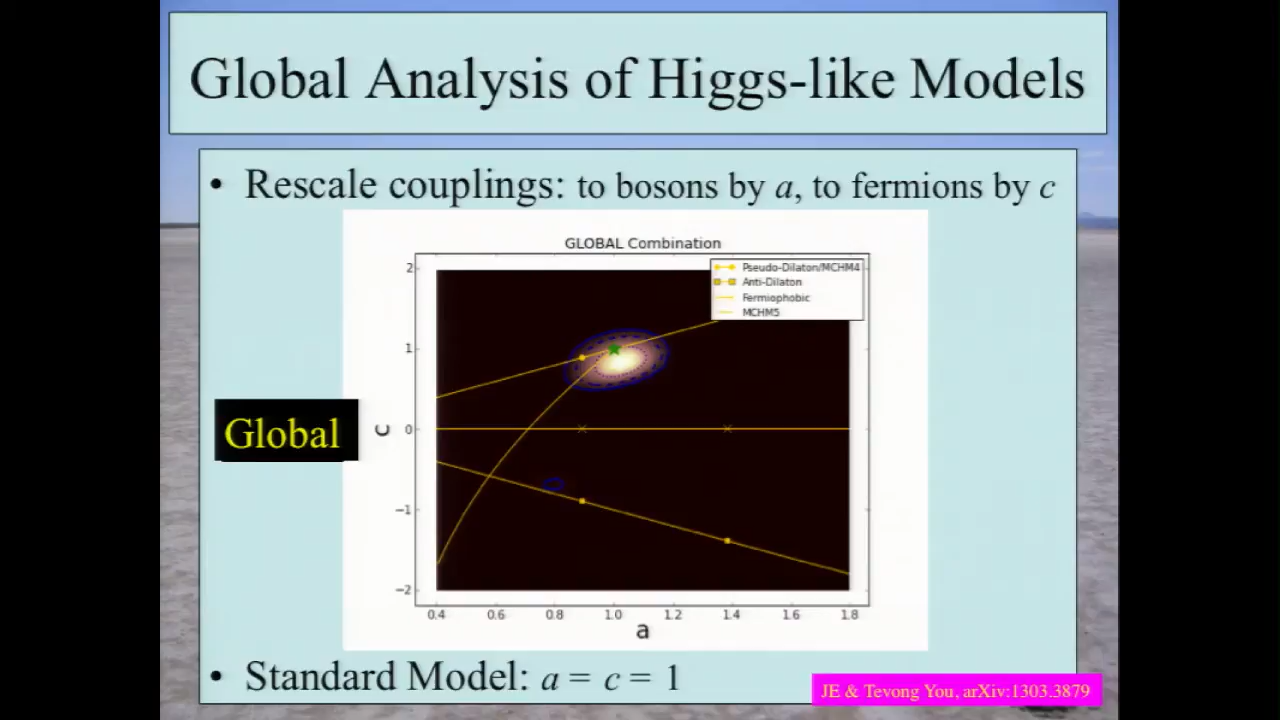 Global Analysis of Higgs-like Models
• Rescale couplings: to bosons by a, to fermions by c
GLOBAL Combination
Pseudo-Dilaton/MCHM4
Anti-Dilaton
Fermiophobic
MCHM5
2
1
0
−1
−2
c
Global
0.4 0.6 0.8 1.0 1.2 1.4 1.6 1.8
a
• Standard Model: a = c = 1
JE & Tevong You, arXiv:1303.3879